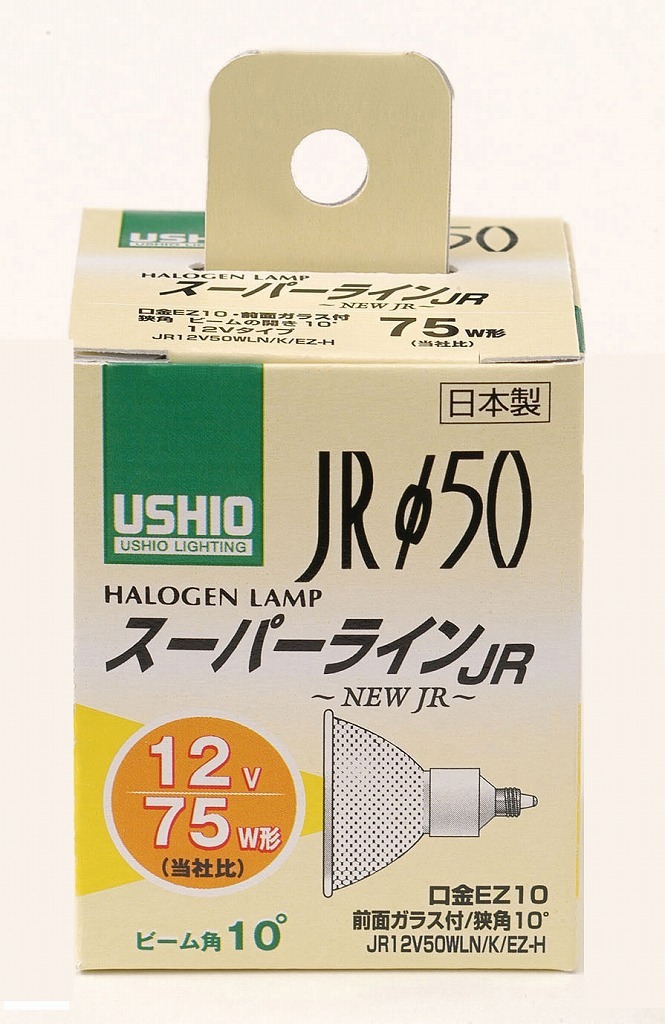 USHIO
50
HALOGEN LAMP
スーパーラインJR
~NEW JR~
口金EZ10・前面ガラス付
狭角 ビームの開き10°
12Vタイプ
JR12V50WLN/K/EZ-H
75W形
(当社比)
日本製
USHIO
USHIO LIGHTING
JRφ50
HALOGEN LAMP
スーパーラインJR
~NEW JR~
12V
75W形
(当社比)
ビーム角10°
口金EZ10
前面ガラス付/狭角10°
JR12V50WLN/K/EZ-H